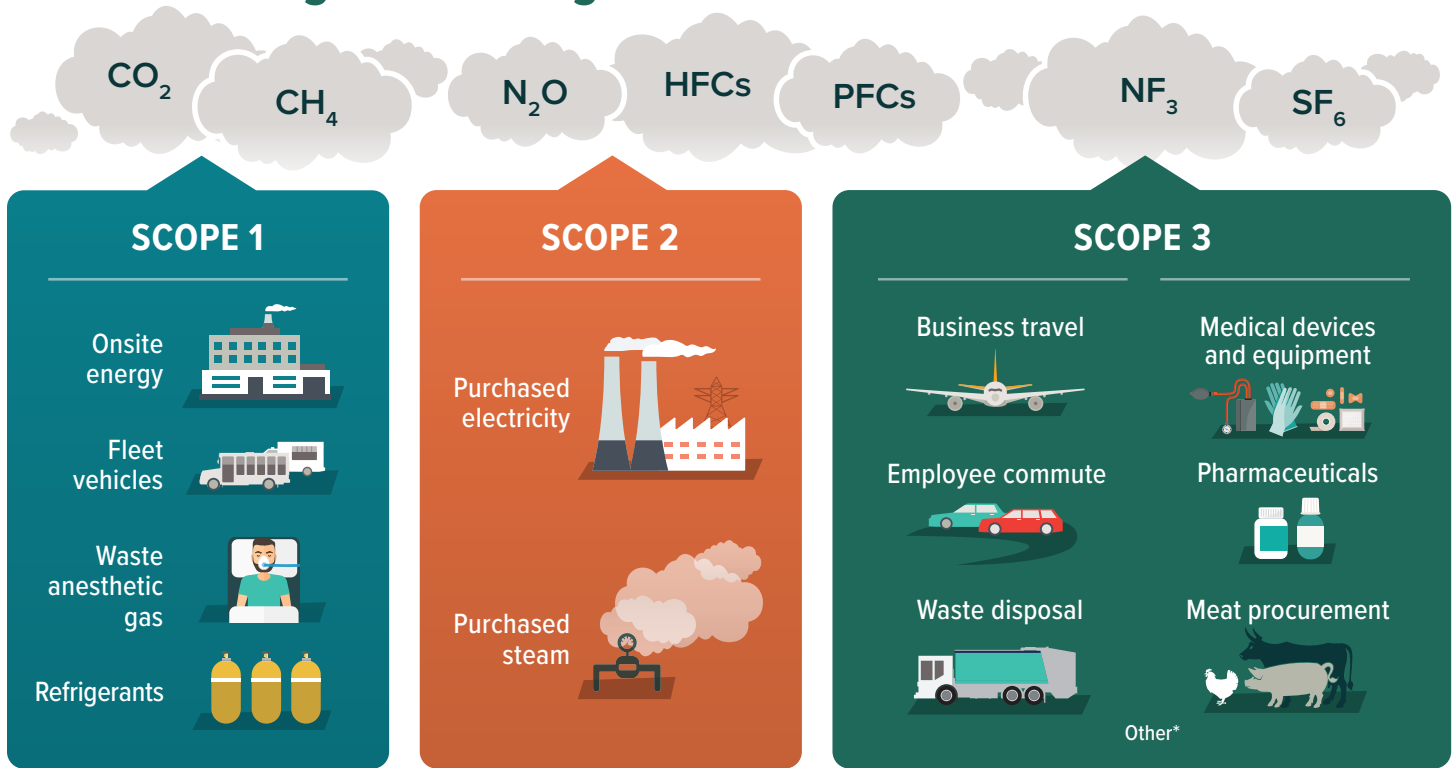 CO₂
CH₄
N₂O
HFCs
PFCs
NF₃
SF₆
SCOPE 1
Onsite
energy
Fleet
vehicles
Waste
anesthetic
gas
Refrigerants
SCOPE 2
Purchased
electricity
Purchased
steam
SCOPE 3
Business travel
Employee commute
Waste disposal
Medical devices
and equipment
Pharmaceuticals
Meat procurement
Other*